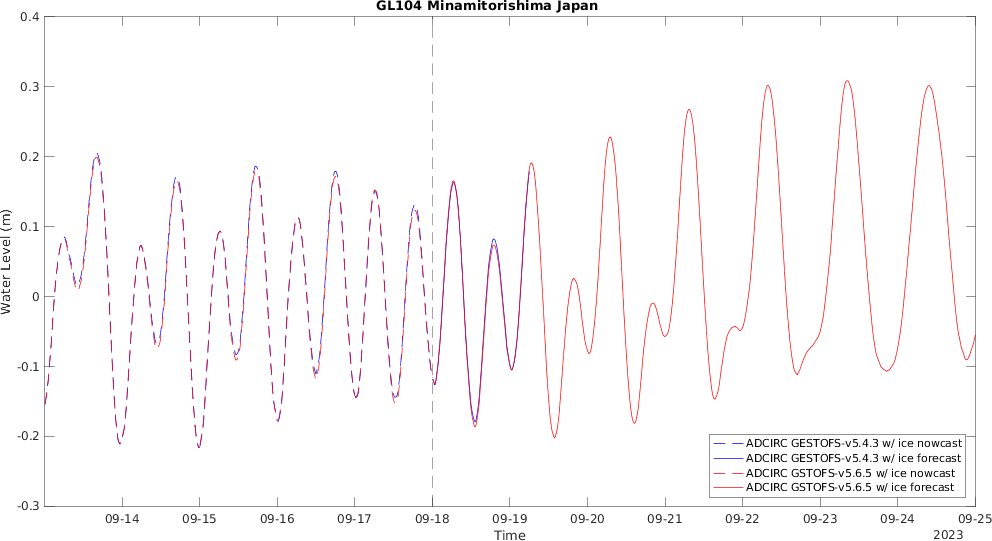 GL104 Minamitorishima Japan
0.4
0.3
0.2
0.1
0
-0.1
-0.2
-0.3
Water Level (m)
09-14 09-15 09-16 09-17 09-18 09-19 09-20 09-21 09-22 09-23 09-24 09-25
Time
2023
ADCIRC GESTOFS-v5.4.3 w/ ice nowcast
ADCIRC GESTOFS-v5.4.3 w/ ice forecast
ADCIRC GSTOFS-v5.6.5 w/ ice nowcast
ADCIRC GSTOFS-v5.6.5 w/ ice forecast